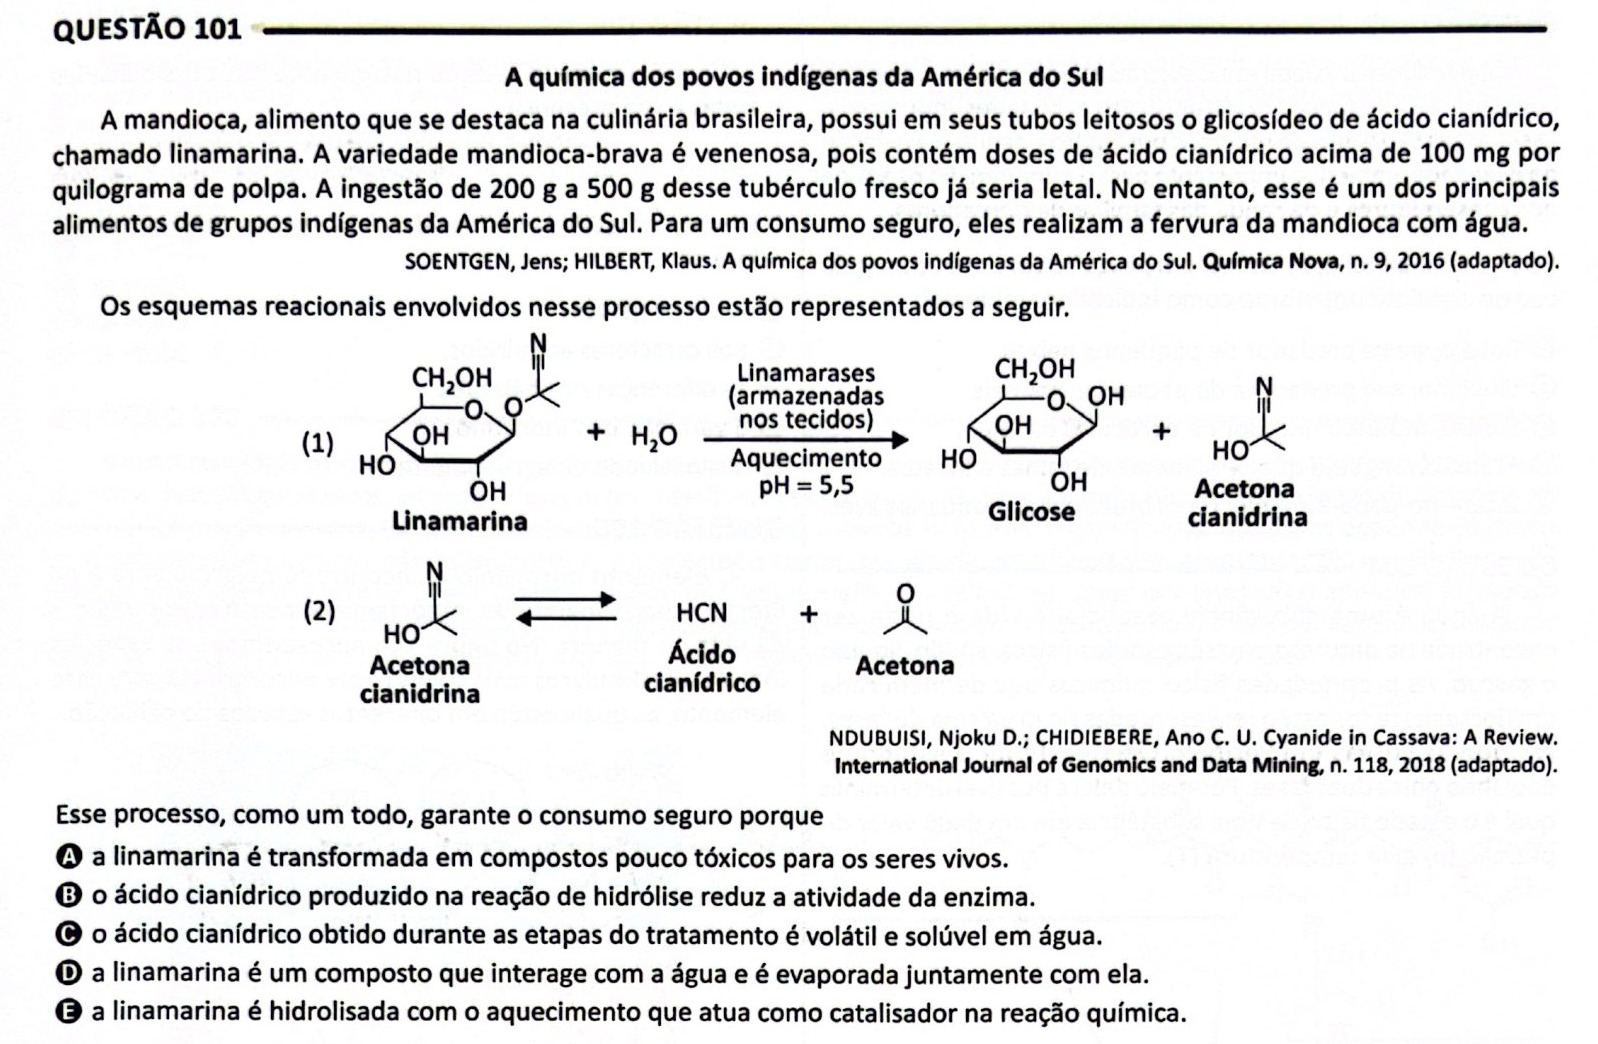 QUESTÃO 101
A química dos povos indígenas da América do Sul
A mandioca, alimento que se destaca na culinária brasileira, possui em seus tubos leitosos o glicosídeo de ácido cianídrico,
chamado linamarina. A variedade mandioca-brava é venenosa, pois contém doses de ácido cianídrico acima de 100 mg por
quilograma de polpa. A ingestão de 200 g a 500 g desse tubérculo fresco já seria letal. No entanto, esse é um dos principais
alimentos de grupos indígenas da América do Sul. Para um consumo seguro, eles realizam a fervura da mandioca com água.
SOENTGEN, Jens; HILBERT, Klaus. A química dos povos indígenas da América do Sul. Química Nova, n. 9, 2016 (adaptado).
Os esquemas reacionais envolvidos nesse processo estão representados a seguir.
(1)
N
CH₂OH
O
O
OH
HO
OH
Linamarina
+ H₂O
Linamarases
(armazenadas
nos tecidos)
Aquecimento
pH = 5,5
CH₂OH
O
OH
OH
HO
OH
Glicose
+
N
HO
Acetona
cianidrina
(2)
N
HO
Acetona
cianidrina
HCN
Ácido
cianídrico
+
O
Acetona
NDUBUISI, Njoku D.; CHIDIEBERE, Ano C. U. Cyanide in Cassava: A Review.
International Journal of Genomics and Data Mining, n. 118, 2018 (adaptado).
Esse processo, como um todo, garante o consumo seguro porque
A a linamarina é transformada em compostos pouco tóxicos para os seres vivos.
B o ácido cianídrico produzido na reação de hidrólise reduz a atividade da enzima.
C o ácido cianídrico obtido durante as etapas do tratamento é volátil e solúvel em água.
D a linamarina é um composto que interage com a água e é evaporada juntamente com ela.
E a linamarina é hidrolisada com o aquecimento que atua como catalisador na reação química.